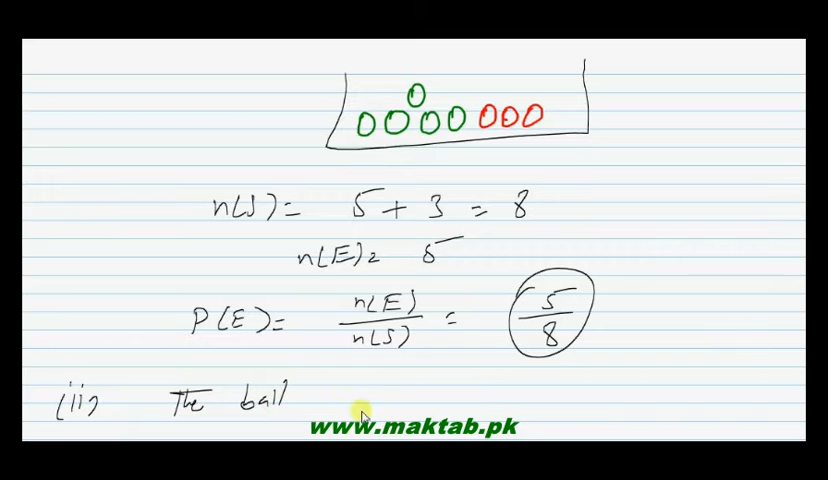 n(S) = 5 + 3 = 8
n(E) = 5
P(E) = n(E)/n(S) = 5/8
(ii) The ball
www.maktab.pk